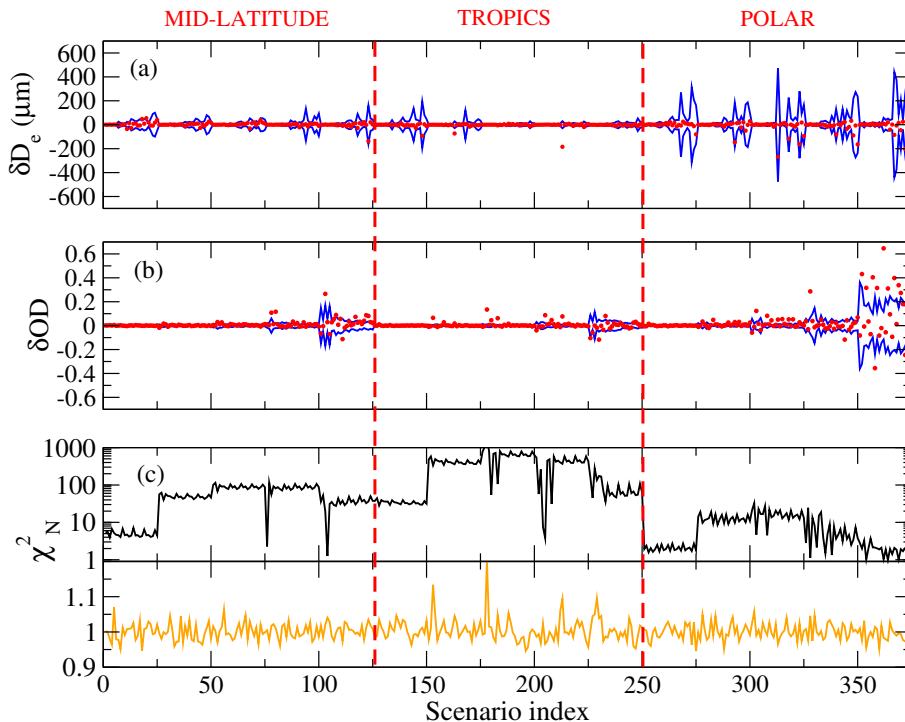 MID-LATITUDE TROPICS POLAR
(a)
600
400
200
0
-200
-400
-600
δD_e (μm)
(b)
0.6
0.4
0.2
0
-0.2
-0.4
-0.6
δOD
(c)
1000
100
10
1
χ²_N
1.1
1
0.9
0 50 100 150 200 250 300 350
Scenario index